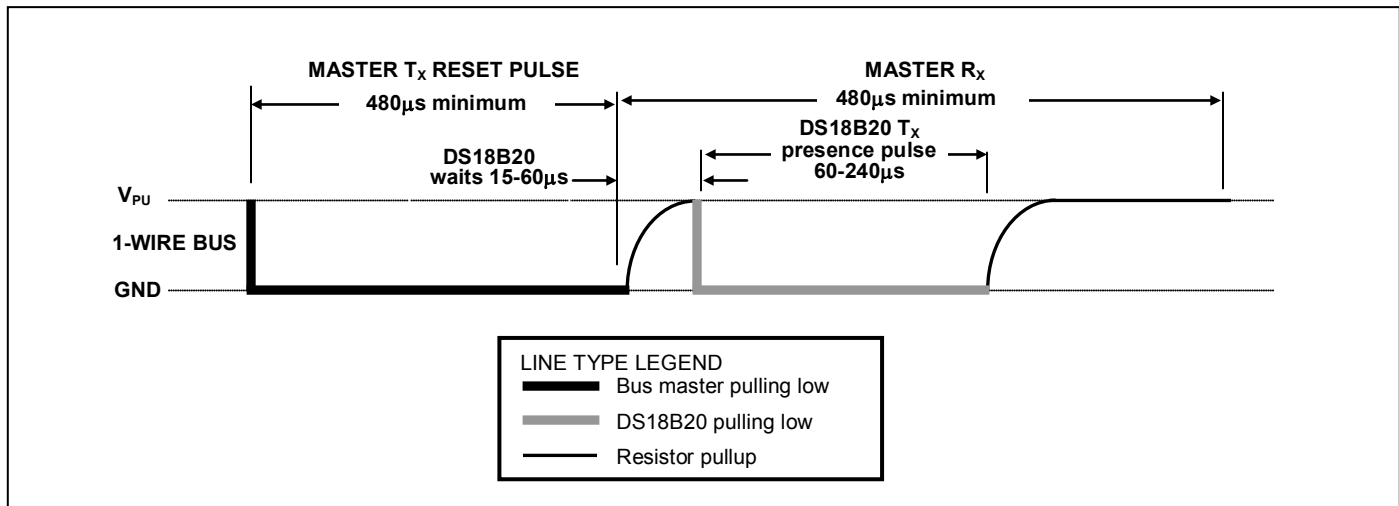 MASTER TX RESET PULSE
480μs minimum
MASTER RX
480μs minimum
DS18B20 TX
presence pulse
60-240μs
DS18B20
waits 15-60μs
VPU
1-WIRE BUS
GND
LINE TYPE LEGEND
Bus master pulling low
DS18B20 pulling low
Resistor pullup